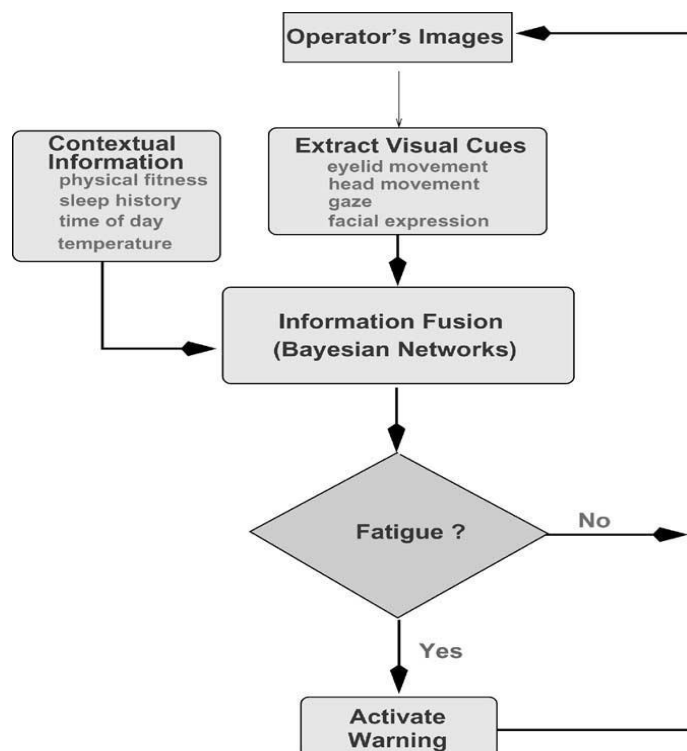 Operator's Images
Contextual
Information
physical fitness
sleep history
time of day
temperature
Extract Visual Cues
eyelid movement
head movement
gaze
facial expression
Information Fusion
(Bayesian Networks)
Fatigue ?
No
Yes
Activate
Warning